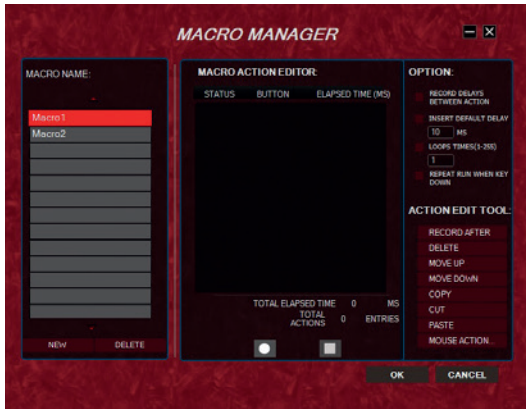 MACRO MANAGER
MACRO NAME:
Macro1
Macro2
NEW
DELETE
MACRO ACTION EDITOR:
STATUS BUTTON ELAPSED TIME (MS)
TOTAL ELAPSED TIME 0 MS
TOTAL
ACTIONS 0 ENTRIES
OPTION:
RECORD DELAYS
BETWEEN ACTION
INSERT DEFAULT DELAY
10 MS
LOOPS TIMES(1-255)
1
REPEAT RUN WHEN KEY
DOWN
ACTION EDIT TOOL:
RECORD AFTER
DELETE
MOVE UP
MOVE DOWN
COPY
CUT
PASTE
MOUSE ACTION...
OK
CANCEL